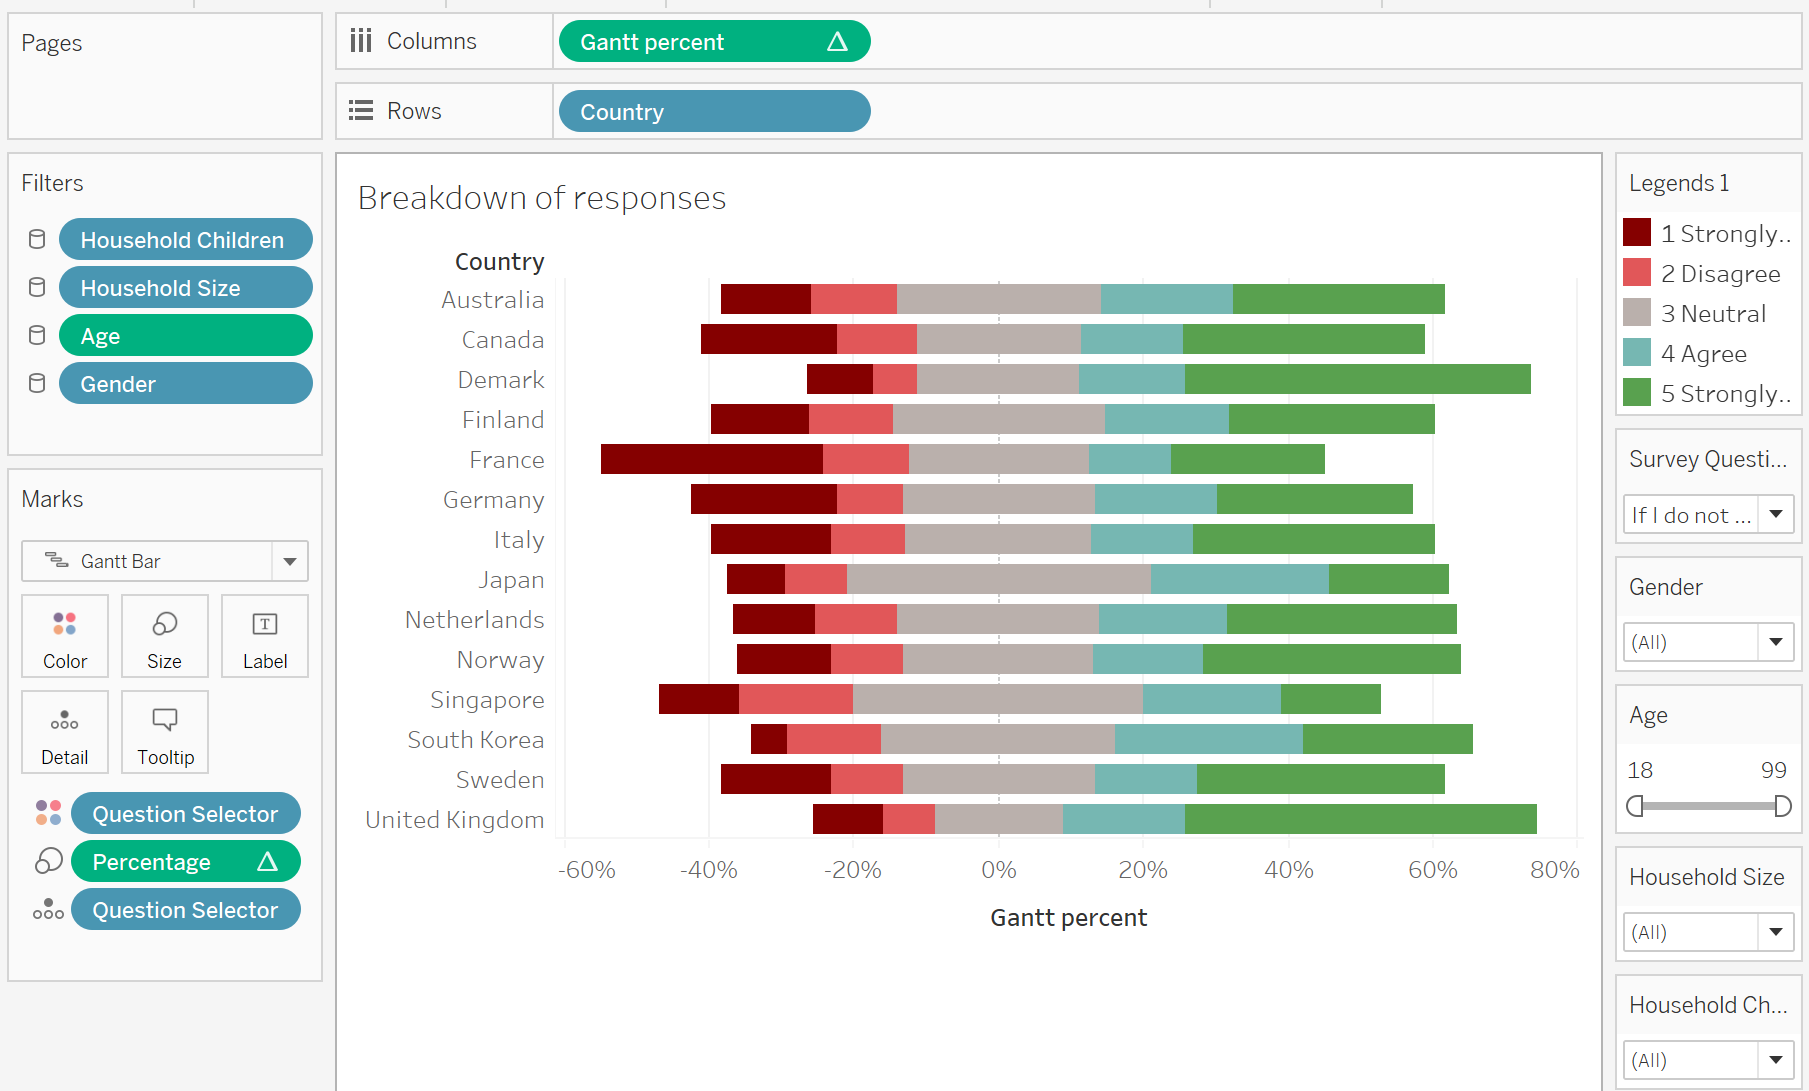 Pages
Columns
Gantt percent
Rows
Country
Filters
Household Children
Household Size
Age
Gender
Marks
Gantt Bar
Color
Size
Label
Detail
Tooltip
Question Selector
Percentage
Question Selector
Breakdown of responses
Country
Australia
Canada
Demark
Finland
France
Germany
Italy
Japan
Netherlands
Norway
Singapore
South Korea
Sweden
United Kingdom
-60% -40% -20% 0% 20% 40% 60% 80%
Gantt percent
Legends 1
1 Strongly..
2 Disagree
3 Neutral
4 Agree
5 Strongly..
Survey Questi...
If I do not ...
Gender
(All)
Age
18 99
Household Size
(All)
Household Ch...
(All)